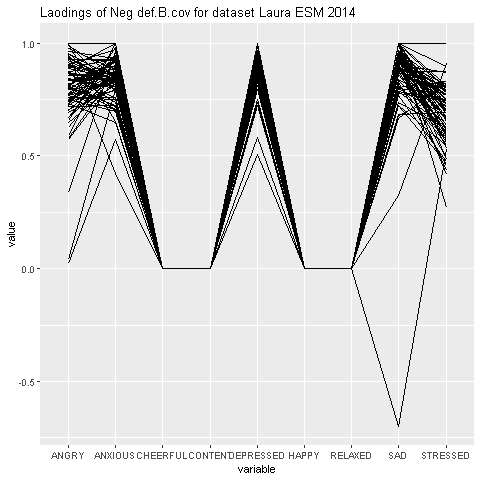 Laodings of Neg def.B.cov for dataset Laura ESM 2014
1.0
0.5
0.0
-0.5
value
ANGRY ANXIOUS CHEERFUL CONTENT DEPRESSED HAPPY RELAXED SAD STRESSED
variable